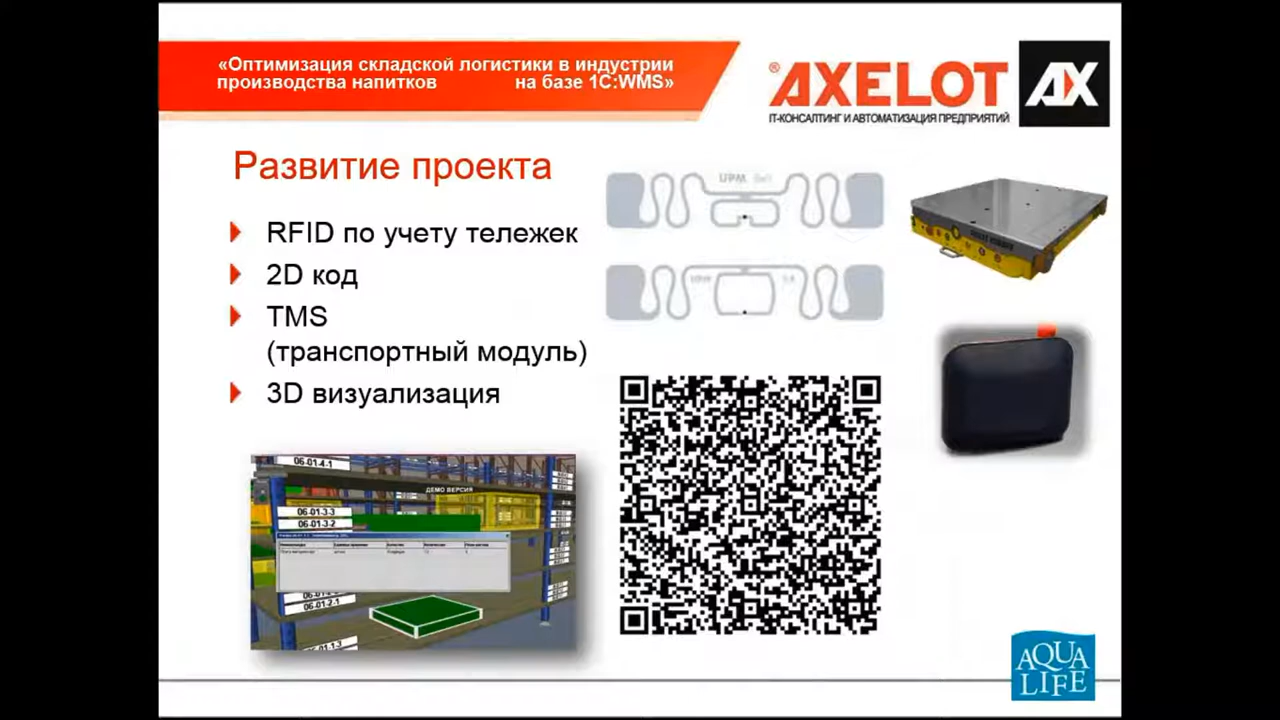 «Оптимизация складской логистики в индустрии
производства напитков на базе 1С:WMS»
®AXELOT AX
IT-КОНСАЛТИНГ И АВТОМАТИЗАЦИЯ ПРЕДПРИЯТИЙ
Развитие проекта
RFID по учету тележек
2D код
TMS
(транспортный модуль)
3D визуализация
UPM
06-01-4-1
ДЕМО ВЕРСИЯ
06-01-3-3
06-01-3-2
06-01-2-1
AQUA
LIFE